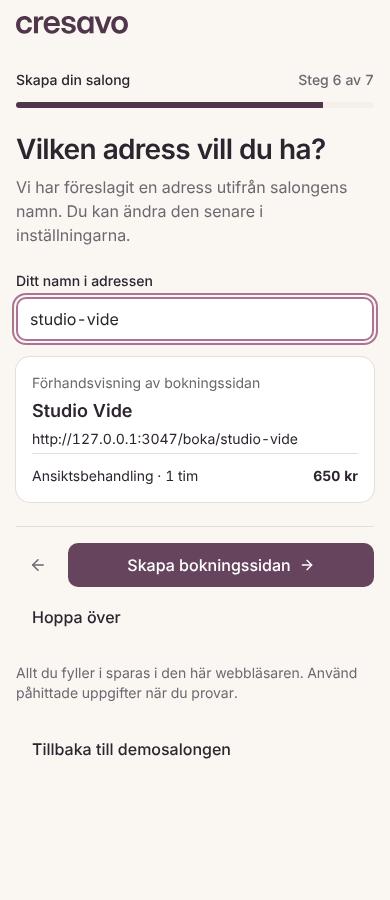 cresavo
Skapa din salong
Steg 6 av 7
Vilken adress vill du ha?
Vi har föreslagit en adress utifrån salongens
namn. Du kan ändra den senare i
inställningarna.
Ditt namn i adressen
studio-vide
Förhandsvisning av bokningssidan
Studio Vide
http://127.0.0.1:3047/boka/studio-vide
Ansiktsbehandling · 1 tim
650 kr
Skapa bokningssidan
Hoppa över
Allt du fyller i sparas i den här webbläsaren. Använd
påhittade uppgifter när du provar.
Tillbaka till demosalongen